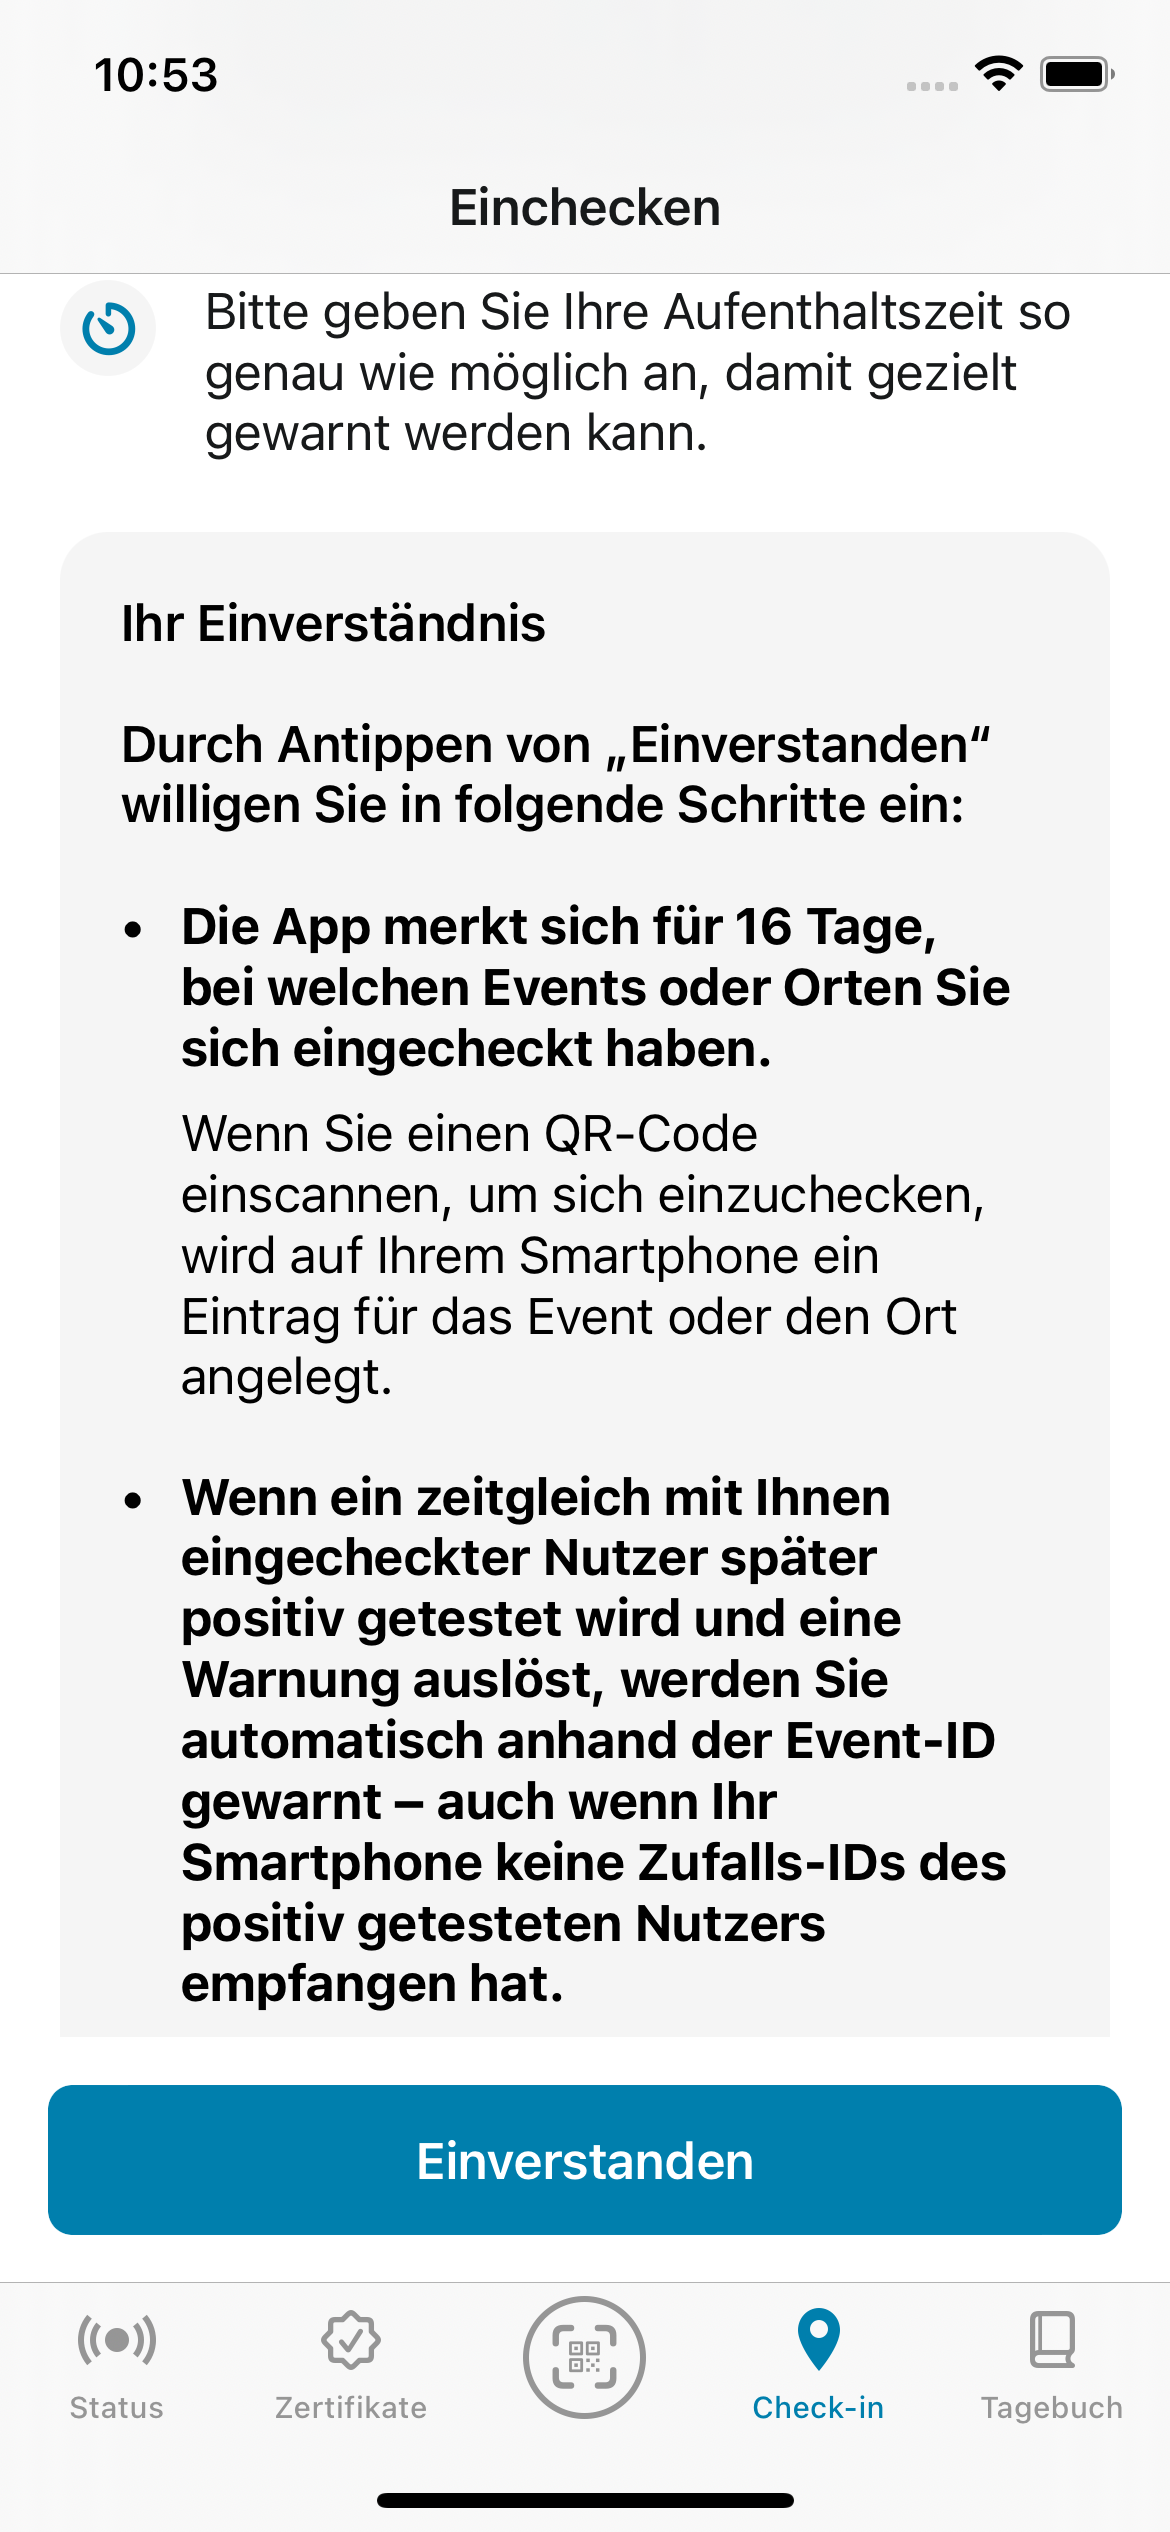 10:53
Einchecken
Bitte geben Sie Ihre Aufenthaltszeit so
genau wie möglich an, damit gezielt
gewarnt werden kann.
Ihr Einverständnis
Durch Antippen von „Einverstanden“
willigen Sie in folgende Schritte ein:
• Die App merkt sich für 16 Tage,
bei welchen Events oder Orten Sie
sich eingecheckt haben.
Wenn Sie einen QR-Code
einscannen, um sich einzuchecken,
wird auf Ihrem Smartphone ein
Eintrag für das Event oder den Ort
angelegt.
• Wenn ein zeitgleich mit Ihnen
eingecheckter Nutzer später
positiv getestet wird und eine
Warnung auslöst, werden Sie
automatisch anhand der Event-ID
gewarnt – auch wenn Ihr
Smartphone keine Zufalls-IDs des
positiv getesteten Nutzers
empfangen hat.
Einverstanden
Status
Zertifikate
Check-in
Tagebuch